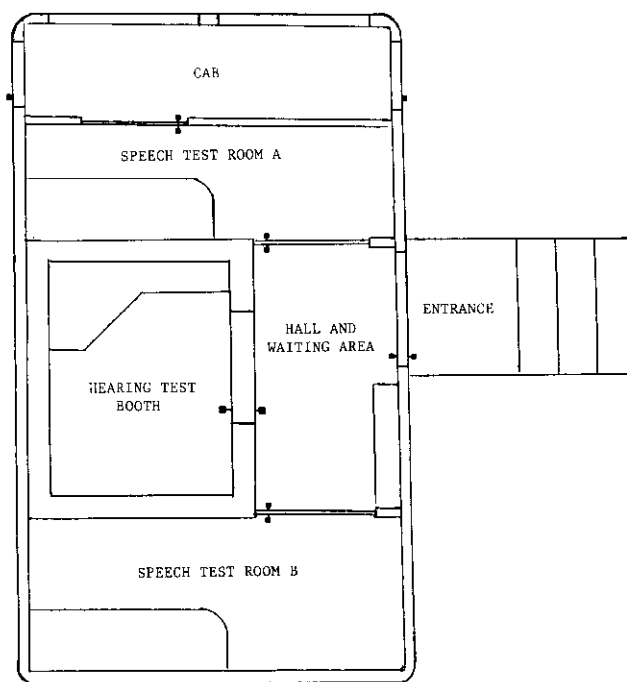 CAB
SPEECH TEST ROOM A
ENTRANCE
HALL AND
WAITING AREA
HEARING TEST
BOOTH
SPEECH TEST ROOM B